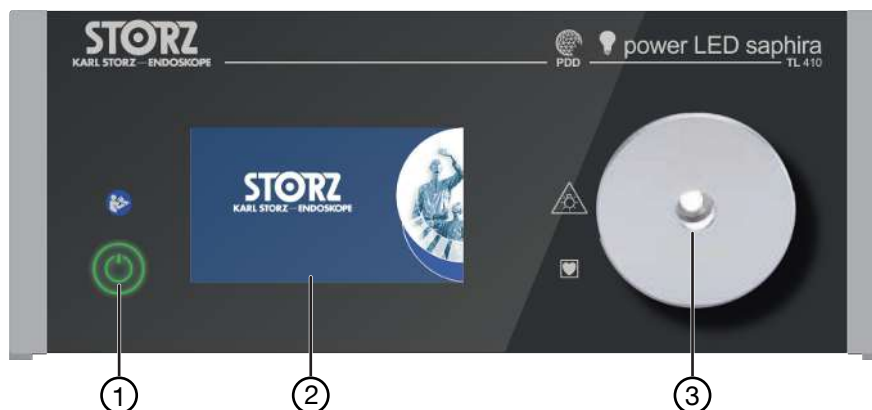 STORZ
KARL STORZ—ENDOSKOPE
PDD
power LED saphira
TL 410
STORZ
KARL STORZ—ENDOSKOPE
1
2
3